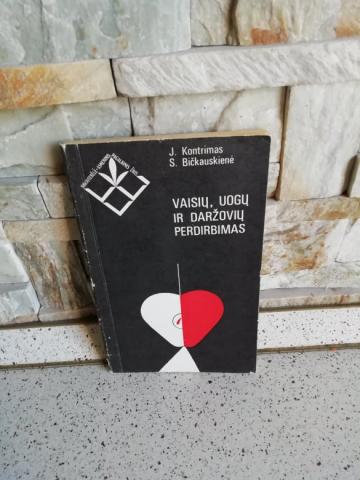 J. Kontrimas
S. Bičkauskienė
VAISIŲ, UOGŲ
IR DARŽOVIŲ
PERDIRBIMAS